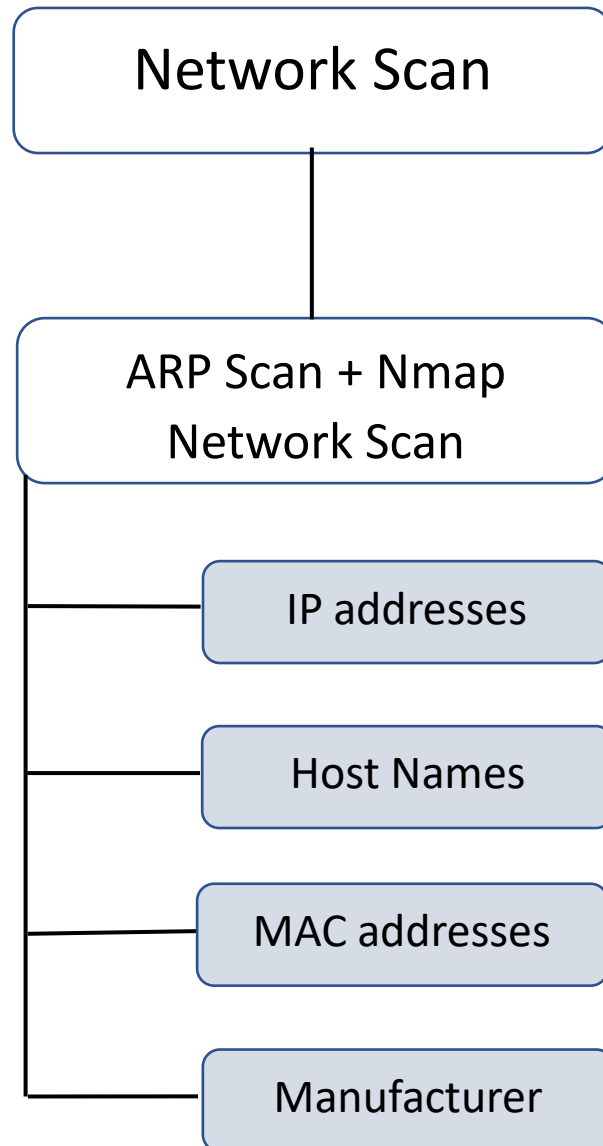 Network Scan
ARP Scan + Nmap
Network Scan
IP addresses
Host Names
MAC addresses
Manufacturer